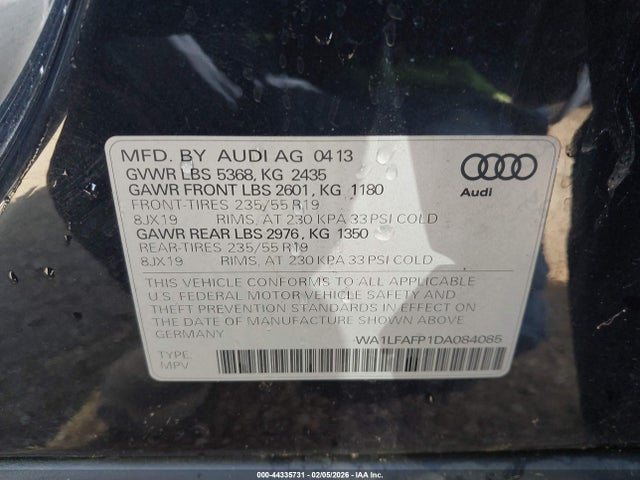 MFD. BY AUDI AG 04 13
GVWR LBS 5368, KG 2435
GAWR FRONT LBS 2601, KG 1180
FRONT-TIRES 235/55 R19
8JX19 RIMS, AT 230 KPA 33 PSI COLD
GAWR REAR LBS 2976, KG 1350
REAR-TIRES 235/55 R19
8JX19 RIMS, AT 230 KPA 33 PSI COLD
Audi
THIS VEHICLE CONFORMS TO ALL APPLICABLE
U.S. FEDERAL MOTOR VEHICLE SAFETY AND
THEFT PREVENTION STANDARDS IN EFFECT ON
THE DATE OF MANUFACTURE SHOWN ABOVE.
GERMANY
WA1LFAFP1DA084085
TYPE:
MPV
000-44335731 - 02/05/2026 - IAA Inc.